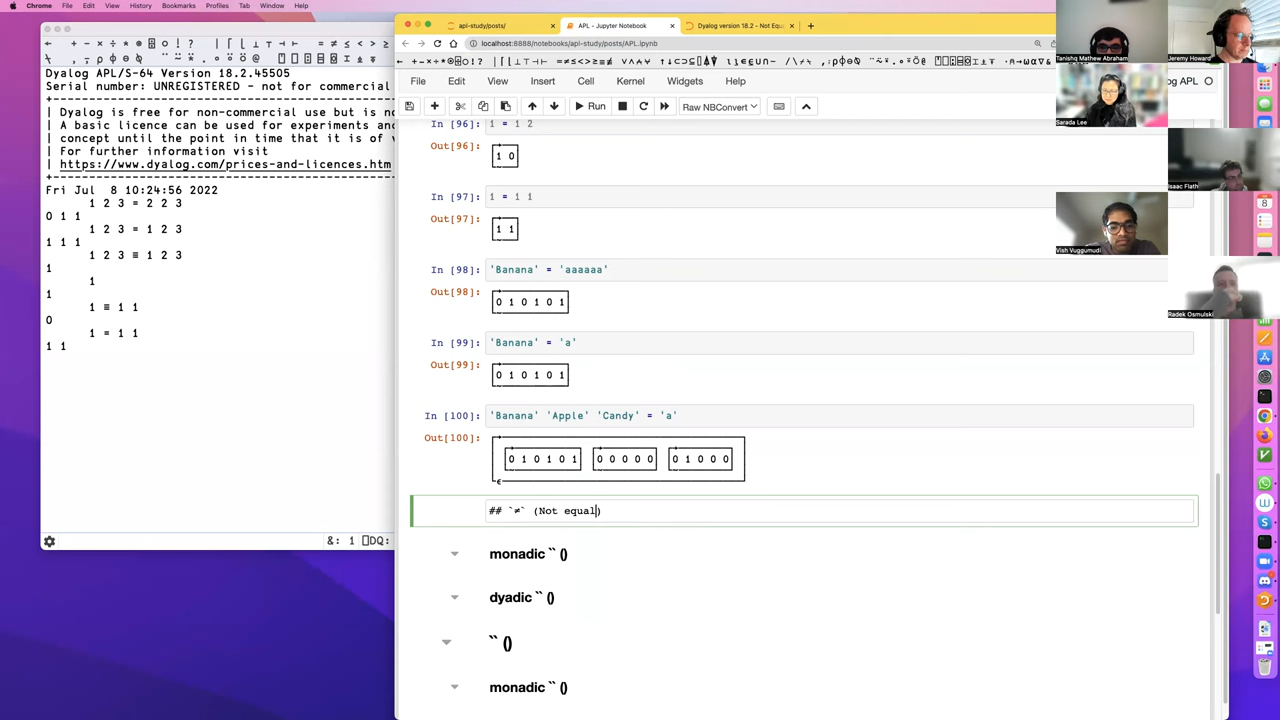 Chrome File Edit View History Bookmarks Profiles Tab Window Help
apl-study/posts/
APL - Jupyter Notebook
Dyalog version 18.2 - Not Equ
localhost:8888/notebooks/apl-study/posts/APL.ipynb
Dyalog APL/S-64 Version 18.2.45505
Serial number: UNREGISTERED - not for commercial
| Dyalog is free for non-commercial use but is no
| A basic licence can be used for experiments and
| concept until the point in time that it is of v
| For further information visit
| https://www.dyalog.com/prices-and-licences.htm
Fri Jul 8 10:24:56 2022
1 2 3 = 2 2 3
0 1 1
1 2 3 = 1 2 3
1 1 1
1 2 3 ≡ 1 2 3
1
1
1
1 ≡ 1 1
0
1 = 1 1
1 1
&: 1 ⎕DQ:
File Edit View Insert Cell Kernel Widgets Help
Run
Raw NBConvert
In [96]: 1 = 1 2
Out[96]: 1 0
In [97]: 1 = 1 1
Out[97]: 1 1
In [98]: 'Banana' = 'aaaaaa'
Out[98]: 0 1 0 1 0 1
In [99]: 'Banana' = 'a'
Out[99]: 0 1 0 1 0 1
In [100]: 'Banana' 'Apple' 'Candy' = 'a'
Out[100]: 0 1 0 1 0 1 0 0 0 0 0 0 1 0 0 0
## `≠` (Not equal)
monadic `` ()
dyadic `` ()
`` ()
monadic `` ()
Tanishq Mathew Abraham
Jeremy Howard
Sarada Lee
Isaac Flath
Vish Vuggumudi
Radek Osmulski